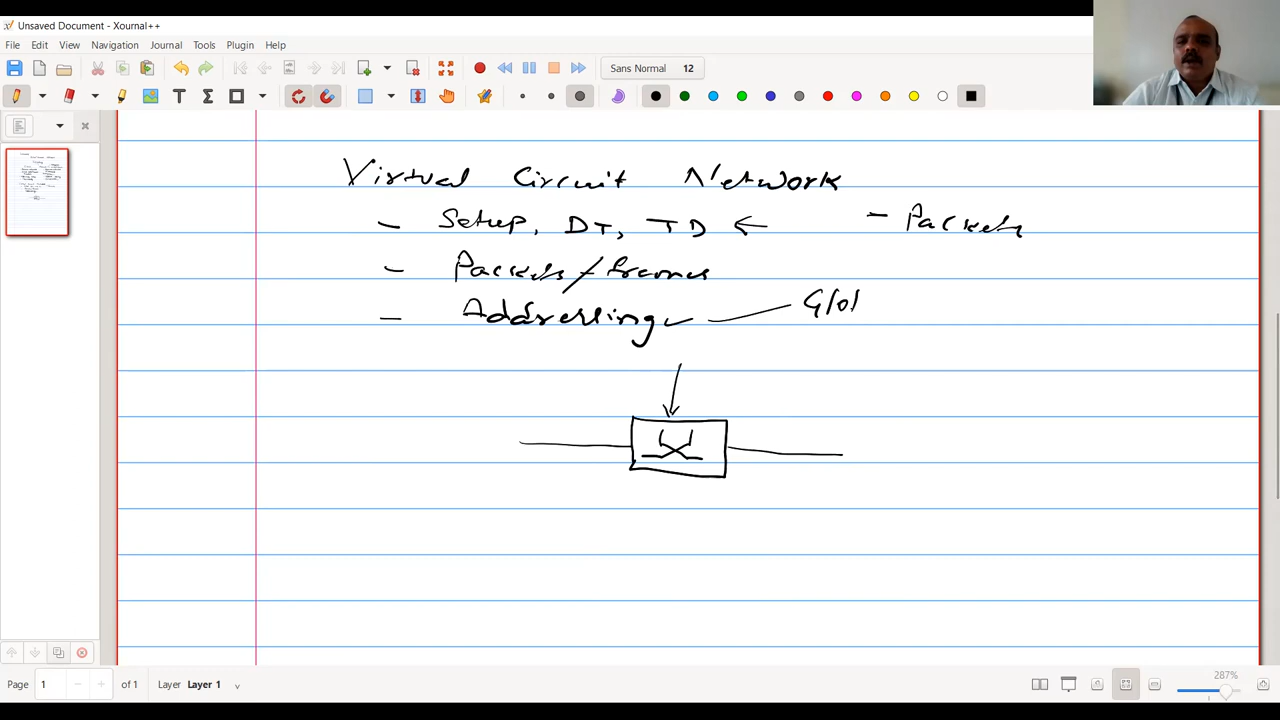 Unsaved Document - Xournal++
File Edit View Navigation Journal Tools Plugin Help
Sans Normal 12
Virtual Circuit Network
- Setup, DT, TD ← - Packets
- Packets/frames
- Addressing Glob
Page 1 of 1 Layer Layer 1 287%